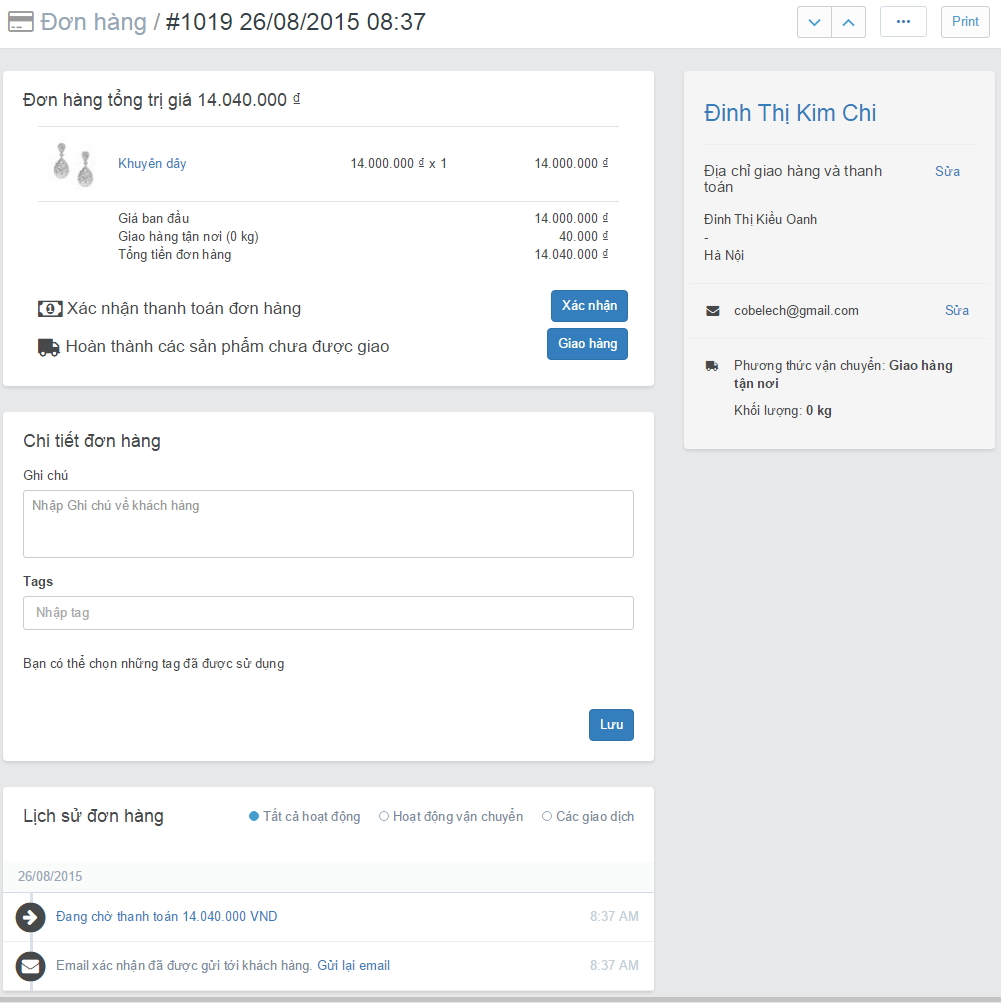 Đơn hàng / #1019 26/08/2015 08:37
Print
Đơn hàng tổng trị giá 14.040.000 ₫
Khuyên dây 14.000.000 ₫ x 1 14.000.000 ₫
Giá ban đầu 14.000.000 ₫
Giao hàng tận nơi (0 kg) 40.000 ₫
Tổng tiền đơn hàng 14.040.000 ₫
Xác nhận thanh toán đơn hàng Xác nhận
Hoàn thành các sản phẩm chưa được giao Giao hàng
Chi tiết đơn hàng
Ghi chú
Nhập Ghi chú về khách hàng
Tags
Nhập tag
Bạn có thể chọn những tag đã được sử dụng
Lưu
Lịch sử đơn hàng Tất cả hoạt động Hoạt động vận chuyển Các giao dịch
26/08/2015
Đang chờ thanh toán 14.040.000 VND 8:37 AM
Email xác nhận đã được gửi tới khách hàng. Gửi lại email 8:37 AM
Đinh Thị Kim Chi
Địa chỉ giao hàng và thanh Sửa
toán
Đinh Thị Kiều Oanh
-
Hà Nội
cobelech@gmail.com Sửa
Phương thức vận chuyển: Giao hàng
tận nơi
Khối lượng: 0 kg